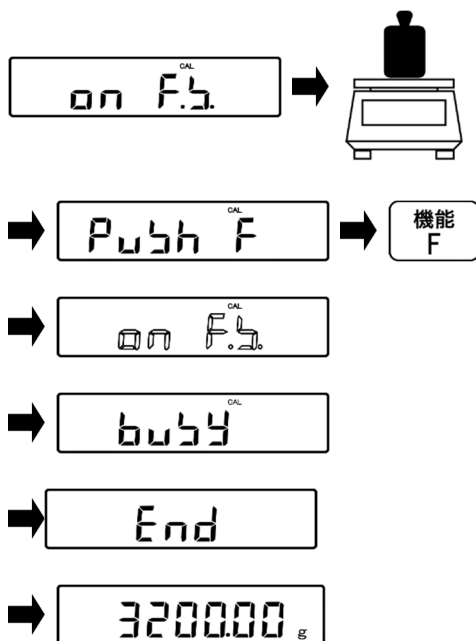 CAL
on F.S.
CAL
PuSh F
機能
F
CAL
on F.S.
CAL
buSY
End
3200.00 g